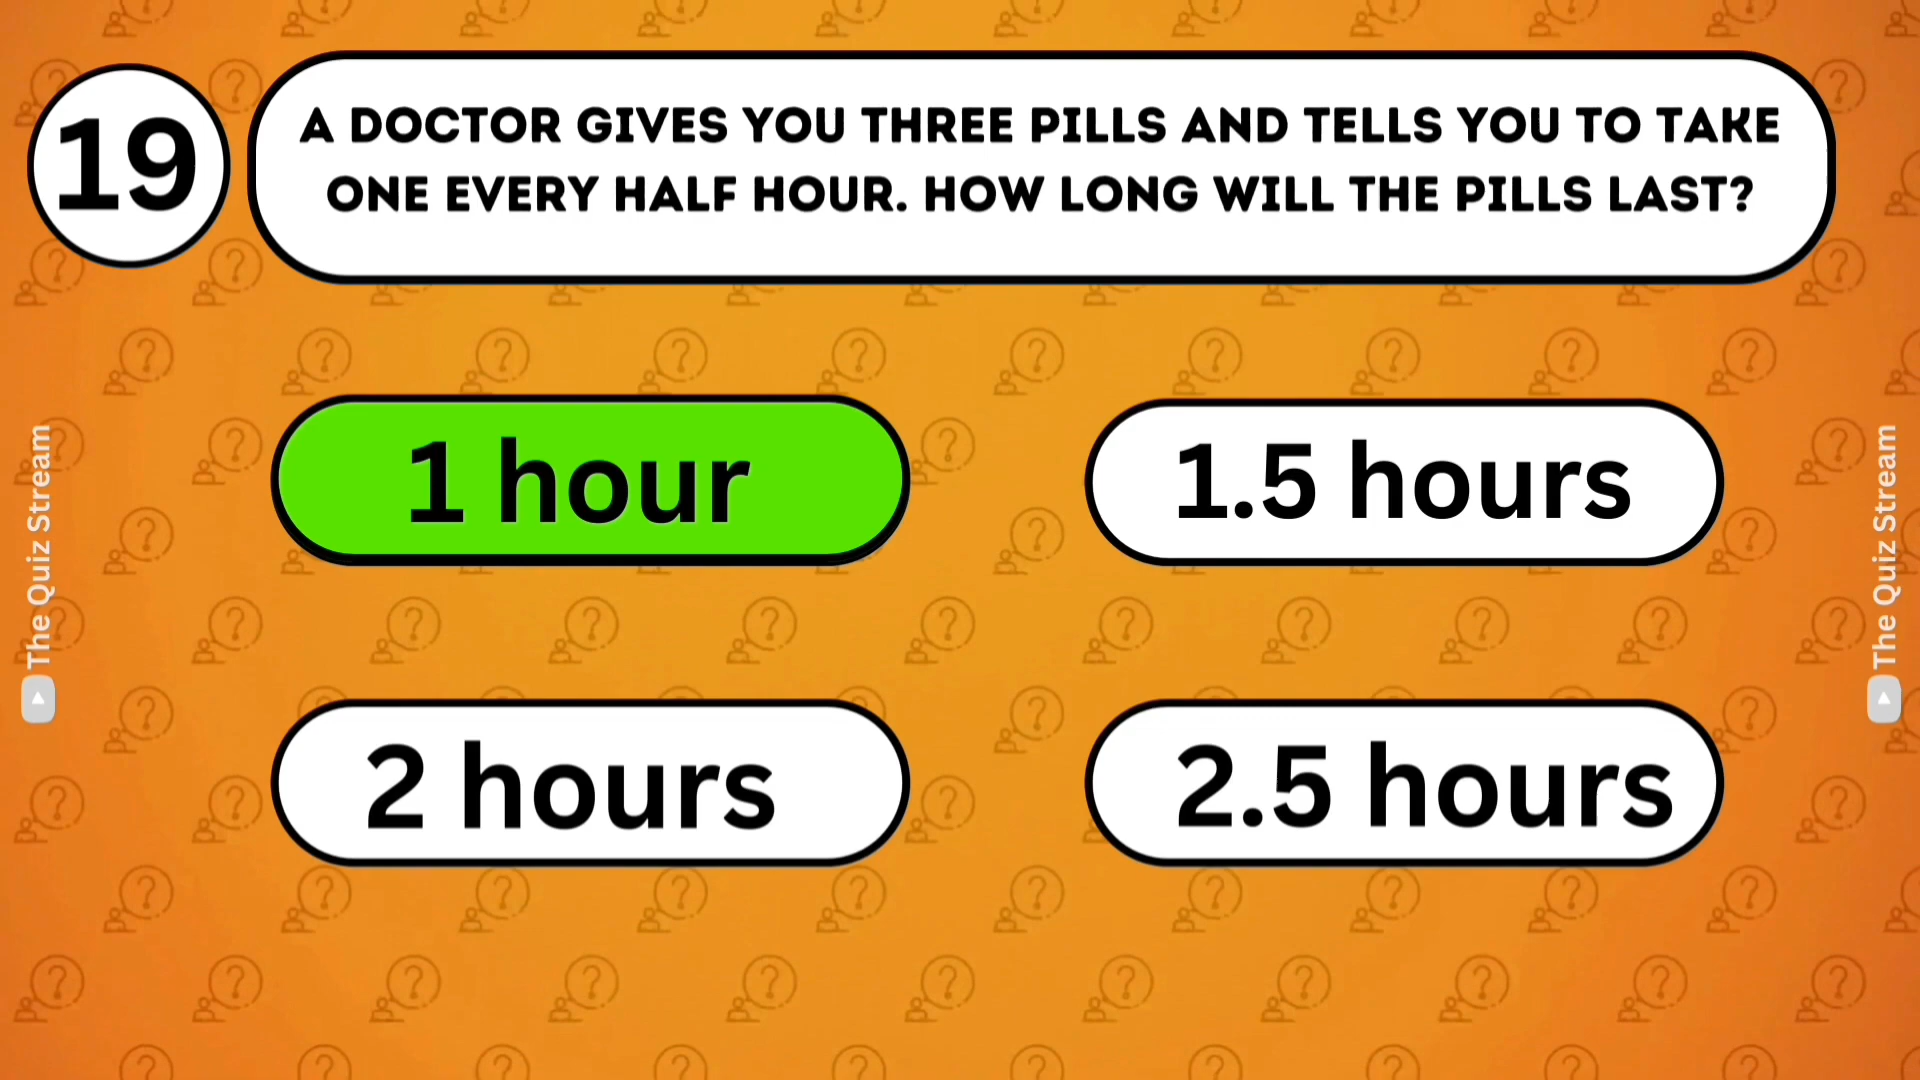 19
A DOCTOR GIVES YOU THREE PILLS AND TELLS YOU TO TAKE
ONE EVERY HALF HOUR. HOW LONG WILL THE PILLS LAST?
1 hour
1.5 hours
2 hours
2.5 hours
The Quiz Stream
The Quiz Stream